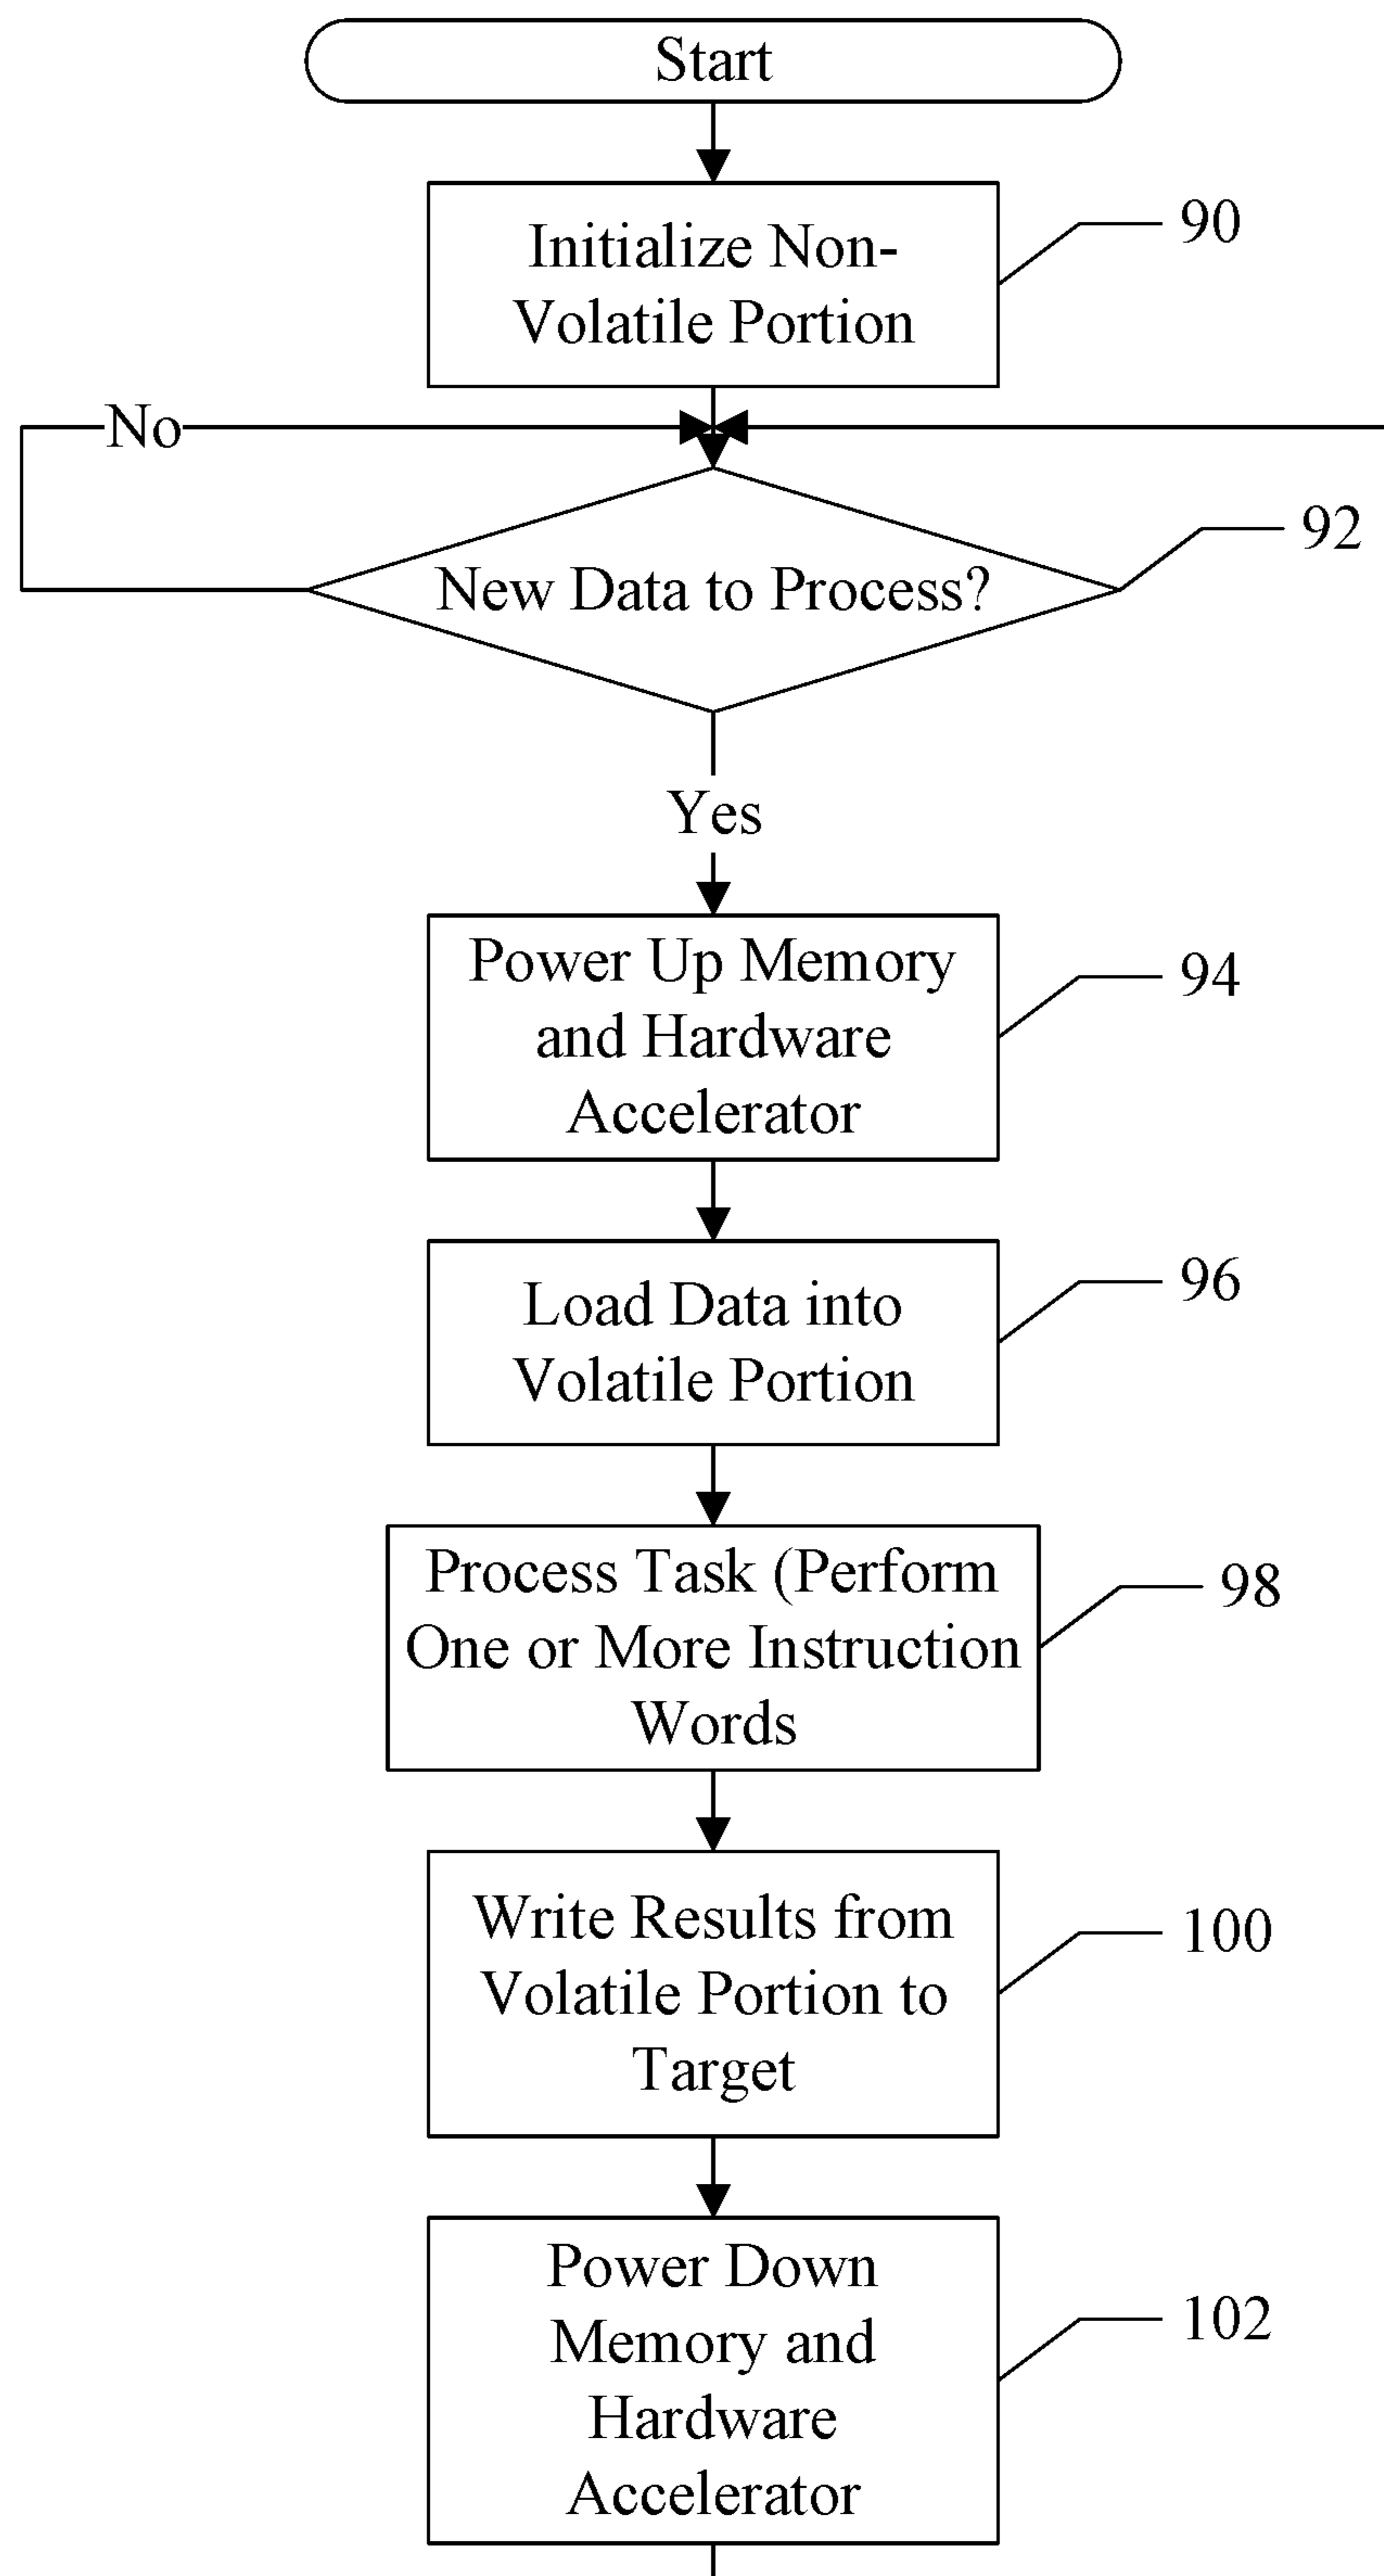 Start
Initialize Non-
Volatile Portion
90
No
New Data to Process?
92
Yes
Power Up Memory
and Hardware
Accelerator
94
Load Data into
Volatile Portion
96
Process Task (Perform
One or More Instruction
Words
98
Write Results from
Volatile Portion to
Target
100
Power Down
Memory and
Hardware
Accelerator
102